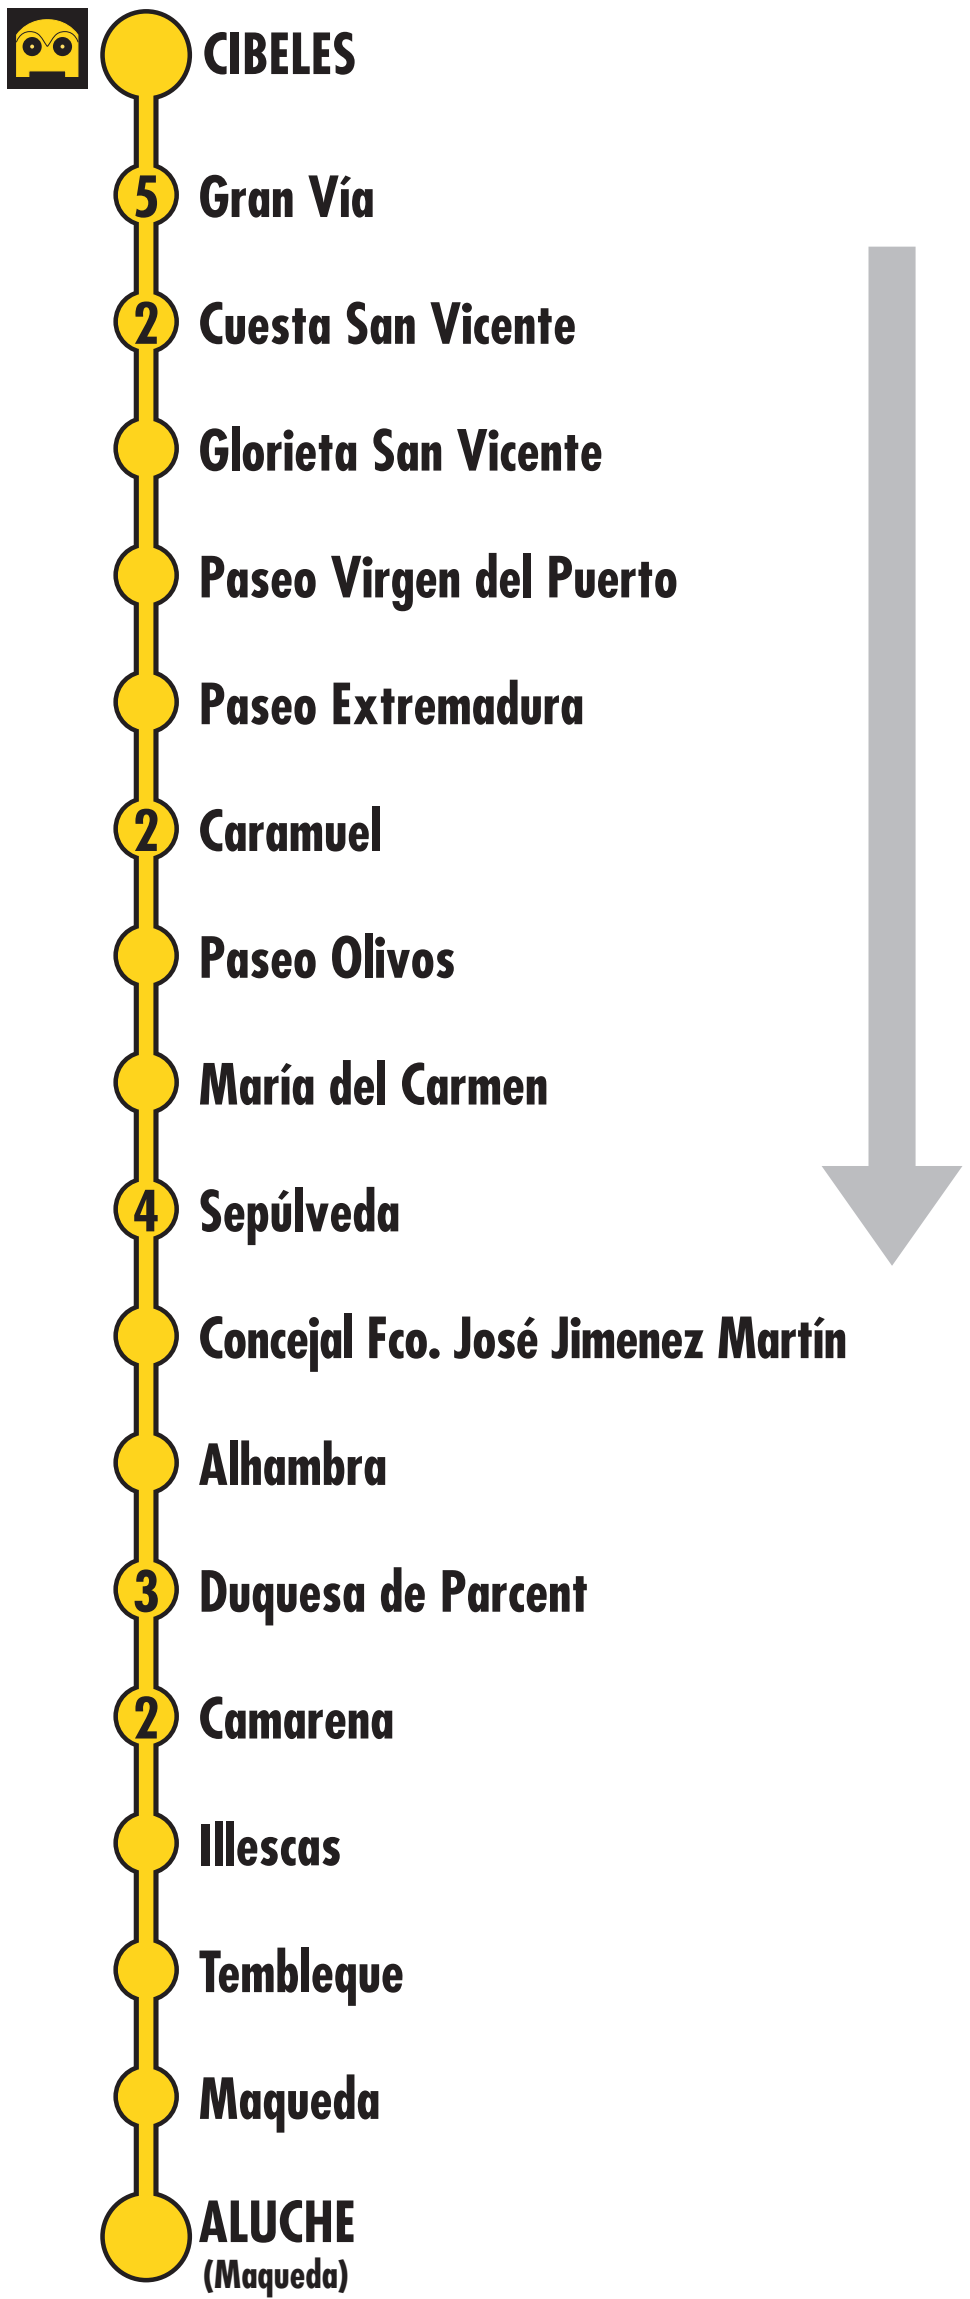 CIBELES
5 Gran Vía
2 Cuesta San Vicente
Glorieta San Vicente
Paseo Virgen del Puerto
Paseo Extremadura
2 Caramuel
Paseo Olivos
María del Carmen
4 Sepúlveda
Concejal Fco. José Jimenez Martín
Alhambra
3 Duquesa de Parcent
2 Camarena
Illescas
Tembleque
Maqueda
ALUCHE
(Maqueda)